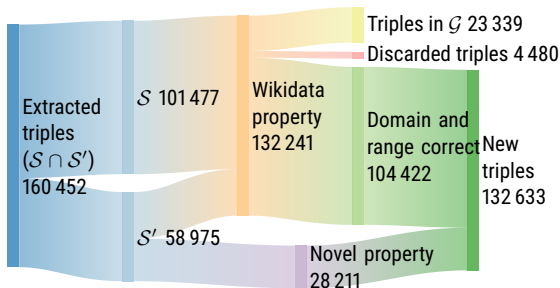 Extracted
triples
(𝒮 ∩ 𝒮′)
160 452
𝒮 101 477
𝒮′ 58 975
Wikidata
property
132 241
Triples in 𝒢 23 339
Discarded triples 4 480
Domain and
range correct
104 422
Novel property
28 211
New
triples
132 633